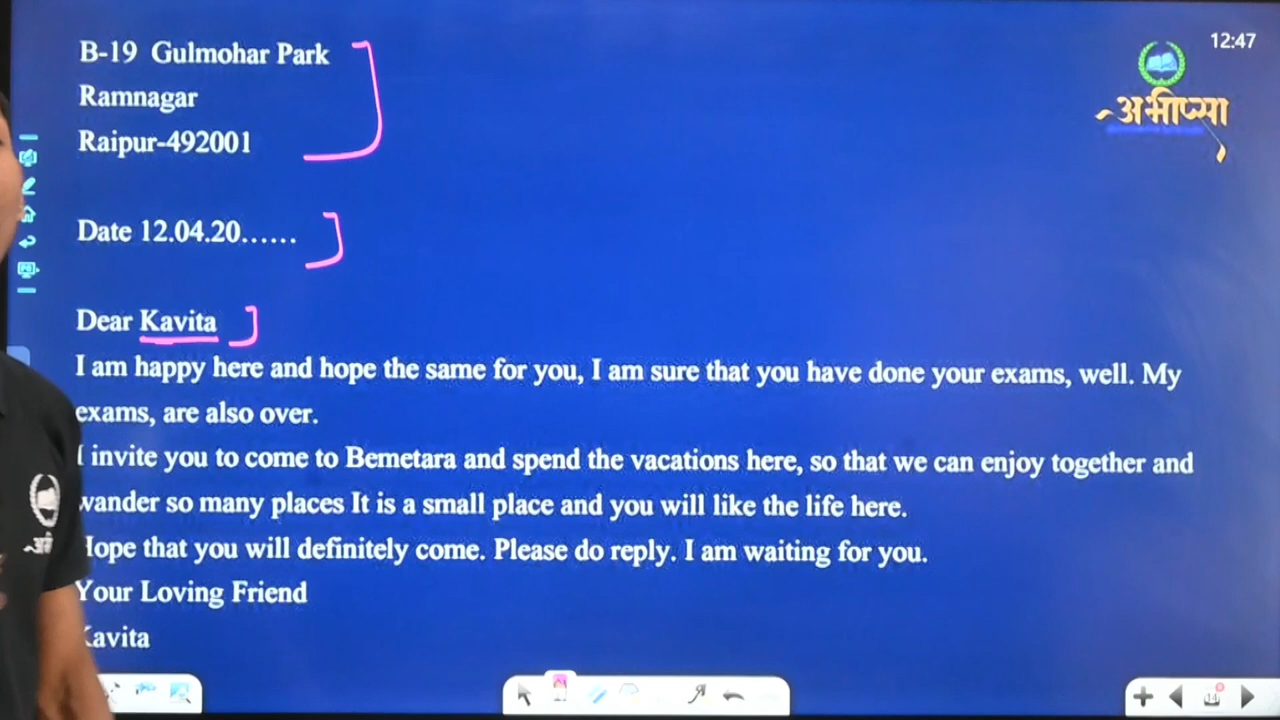 12:47
B-19 Gulmohar Park
अभीप्सा
Ramnagar
Raipur-492001
Date 12.04.20......
Dear Kavita
I am happy here and hope the same for you, I am sure that you have done your exams, well. My
exams, are also over.
I invite you to come to Bemetara and spend the vacations here, so that we can enjoy together and
wander so many places It is a small place and you will like the life here.
Hope that you will definitely come. Please do reply. I am waiting for you.
Your Loving Friend
Kavita
14